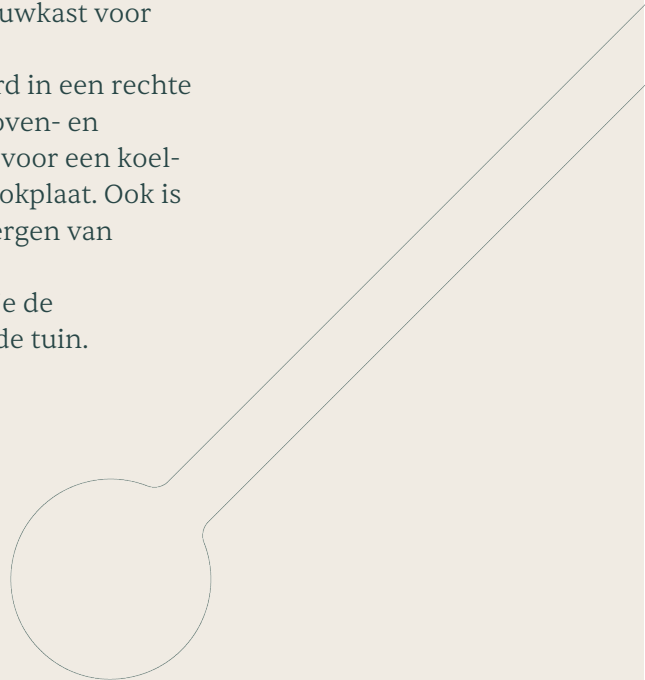 uwkast voor
rd in een rechte
oven- en
voor een koel-
okplaat. Ook is
ergen van
e de
de tuin.